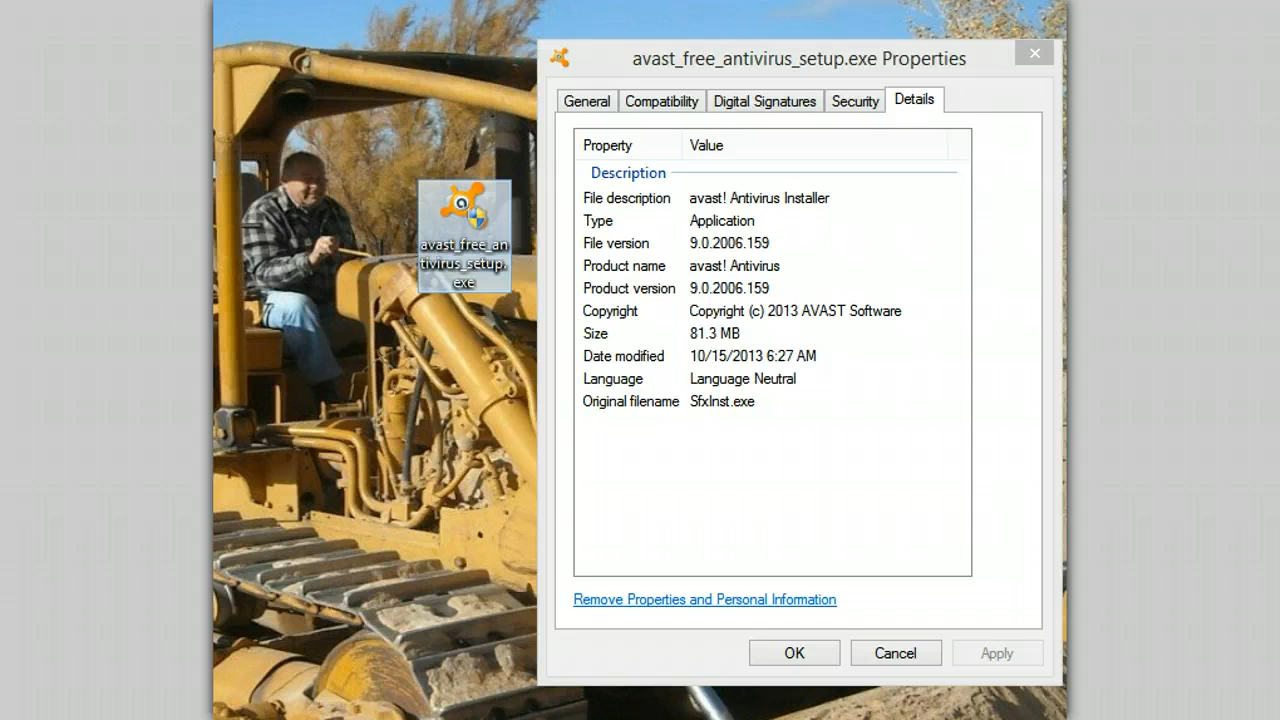 avast_free_antivirus_setup.exe Properties
General Compatibility Digital Signatures Security Details
Property Value
Description
File description avast! Antivirus Installer
Type Application
File version 9.0.2006.159
Product name avast! Antivirus
Product version 9.0.2006.159
Copyright Copyright (c) 2013 AVAST Software
Size 81.3 MB
Date modified 10/15/2013 6:27 AM
Language Language Neutral
Original filename SfxInst.exe
Remove Properties and Personal Information
OK Cancel Apply
avast_free_an
tivirus_setup.
exe